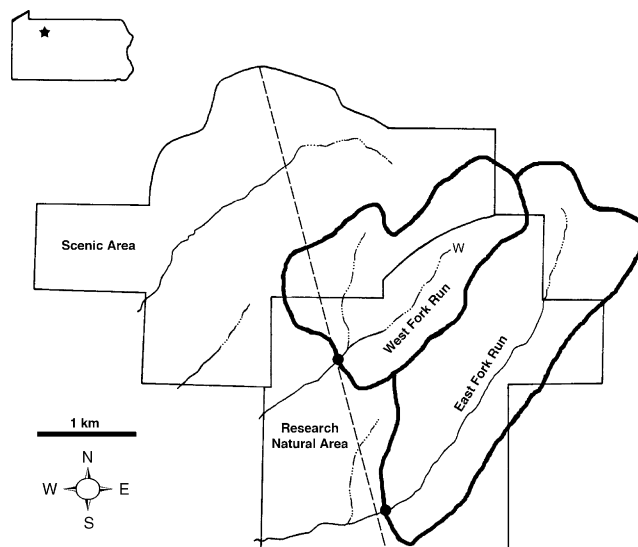 Scenic Area
W
West Fork Run
East Fork Run
Research
Natural Area
1 km
N
W
E
S